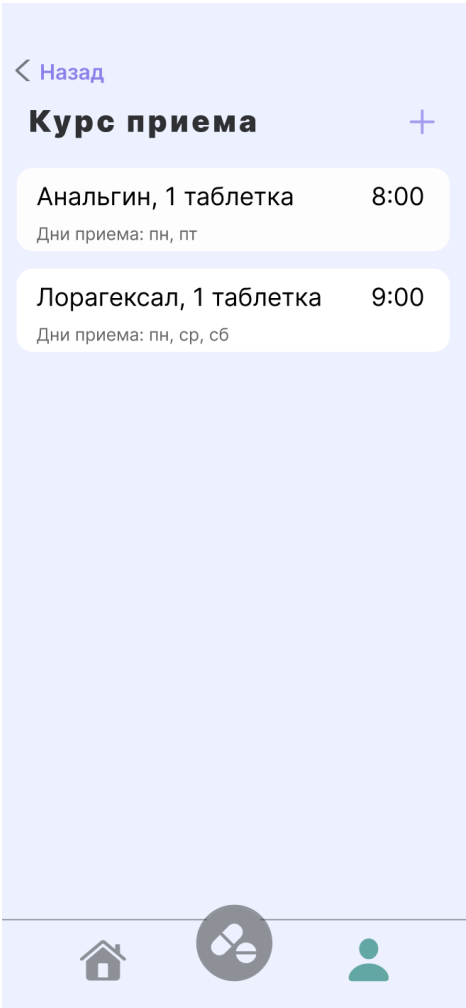 Назад
Курс приема
Анальгин, 1 таблетка 8:00
Дни приема: пн, пт
Лорагексал, 1 таблетка 9:00
Дни приема: пн, ср, сб